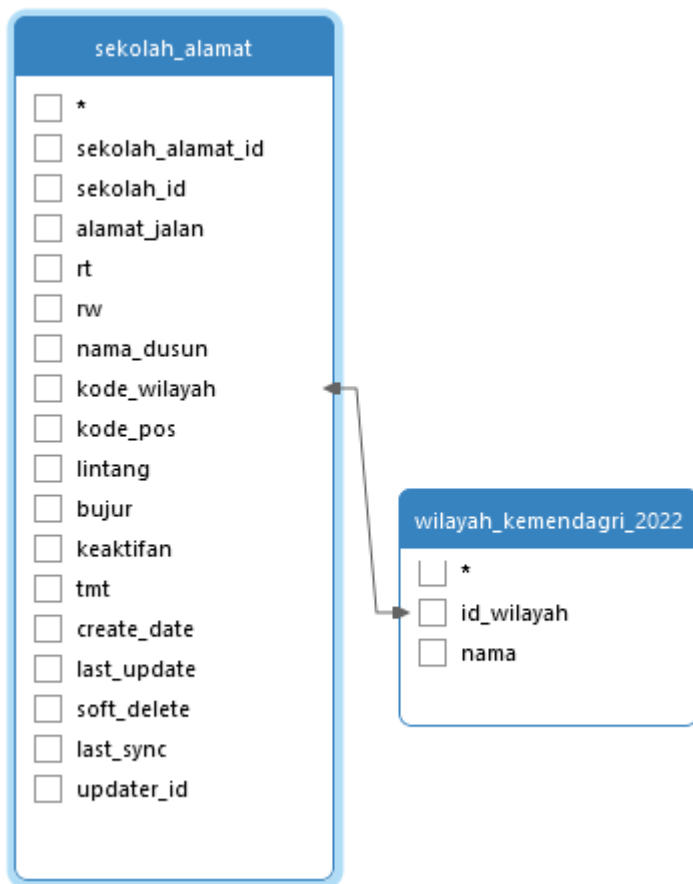 sekolah_alamat
*
sekolah_alamat_id
sekolah_id
alamat_jalan
rt
rw
nama_dusun
kode_wilayah
kode_pos
lintang
bujur
keaktifan
tmt
create_date
last_update
soft_delete
last_sync
updater_id
wilayah_kemendagri_2022
*
id_wilayah
nama